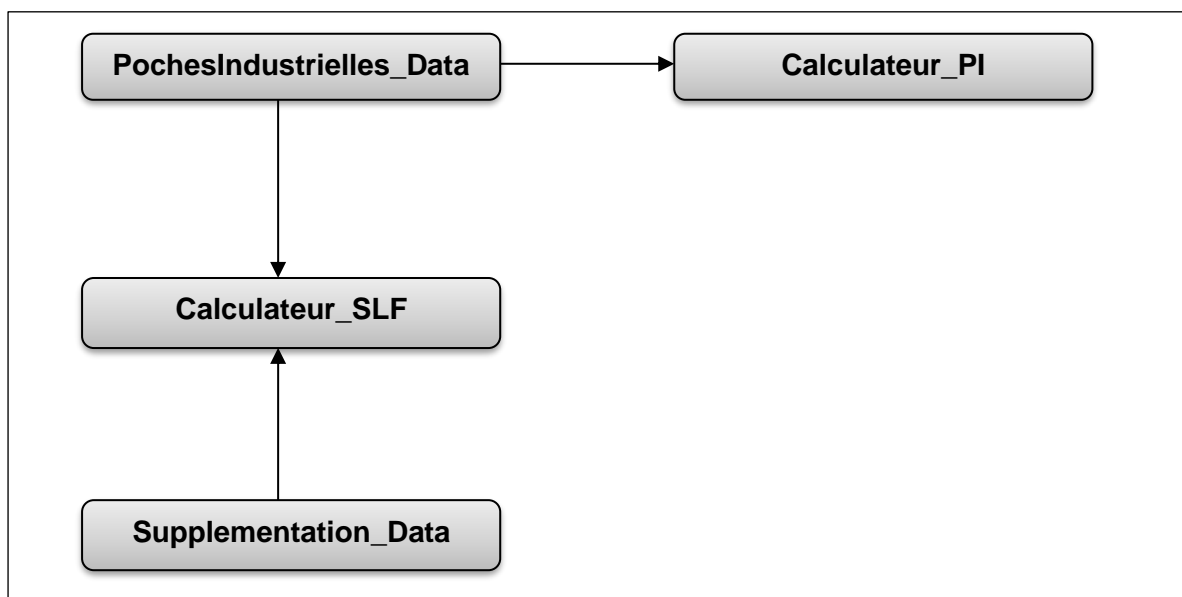 PochesIndustrielles_Data
Calculateur_PI
Calculateur_SLF
Supplementation_Data